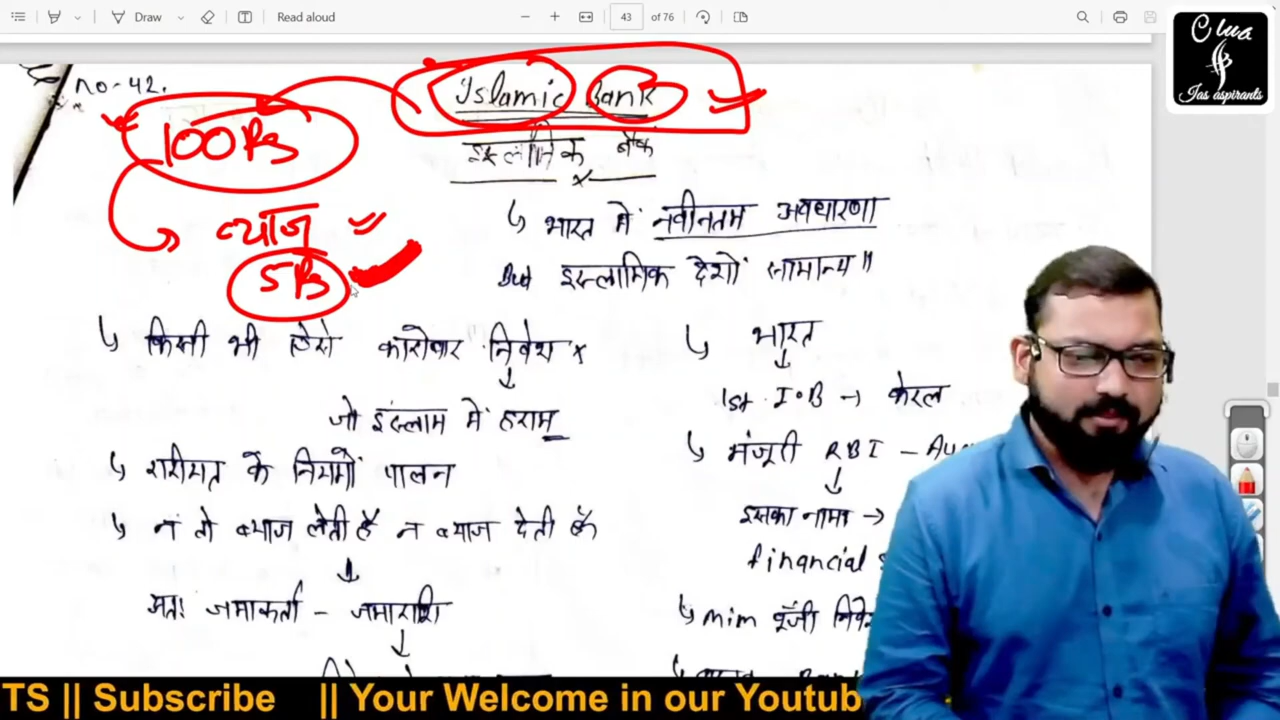 Draw
Read aloud
43 of 76
Clua
Ias aspirants
no-42.
Islamic Bank
इस्लामिक बैंक
100 Rs
ब्याज
5 Rs
↳ भारत में नवीनतम अवधारणा
But इस्लामिक देशों सामान्य"
↳ किसी भी ऐसे कारोबार निवेश x
↓
जो इस्लाम में हराम
↳ शरीयत के नियमों पालन
↳ न तो ब्याज लेती है न ब्याज देती है
↓
अतः जमाकर्ता - जमाराशि
↓
↳ भारत
↓
1st. I.B → केरल
↳ मंजूरी RBI -
↓
इसका नाम →
financial
↳ mim पूँजी
TS || Subscribe || Your Welcome in our Youtub